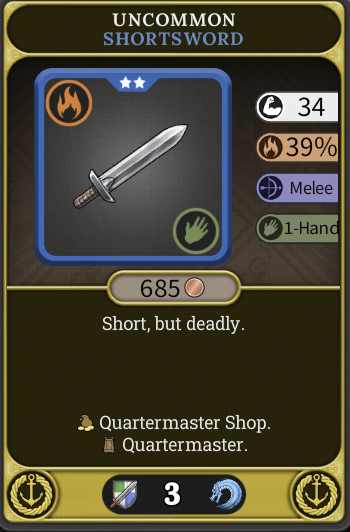 UNCOMMON
SHORTSWORD
34
39%
Melee
1-Hand
685
Short, but deadly.
Quartermaster Shop.
Quartermaster.
3